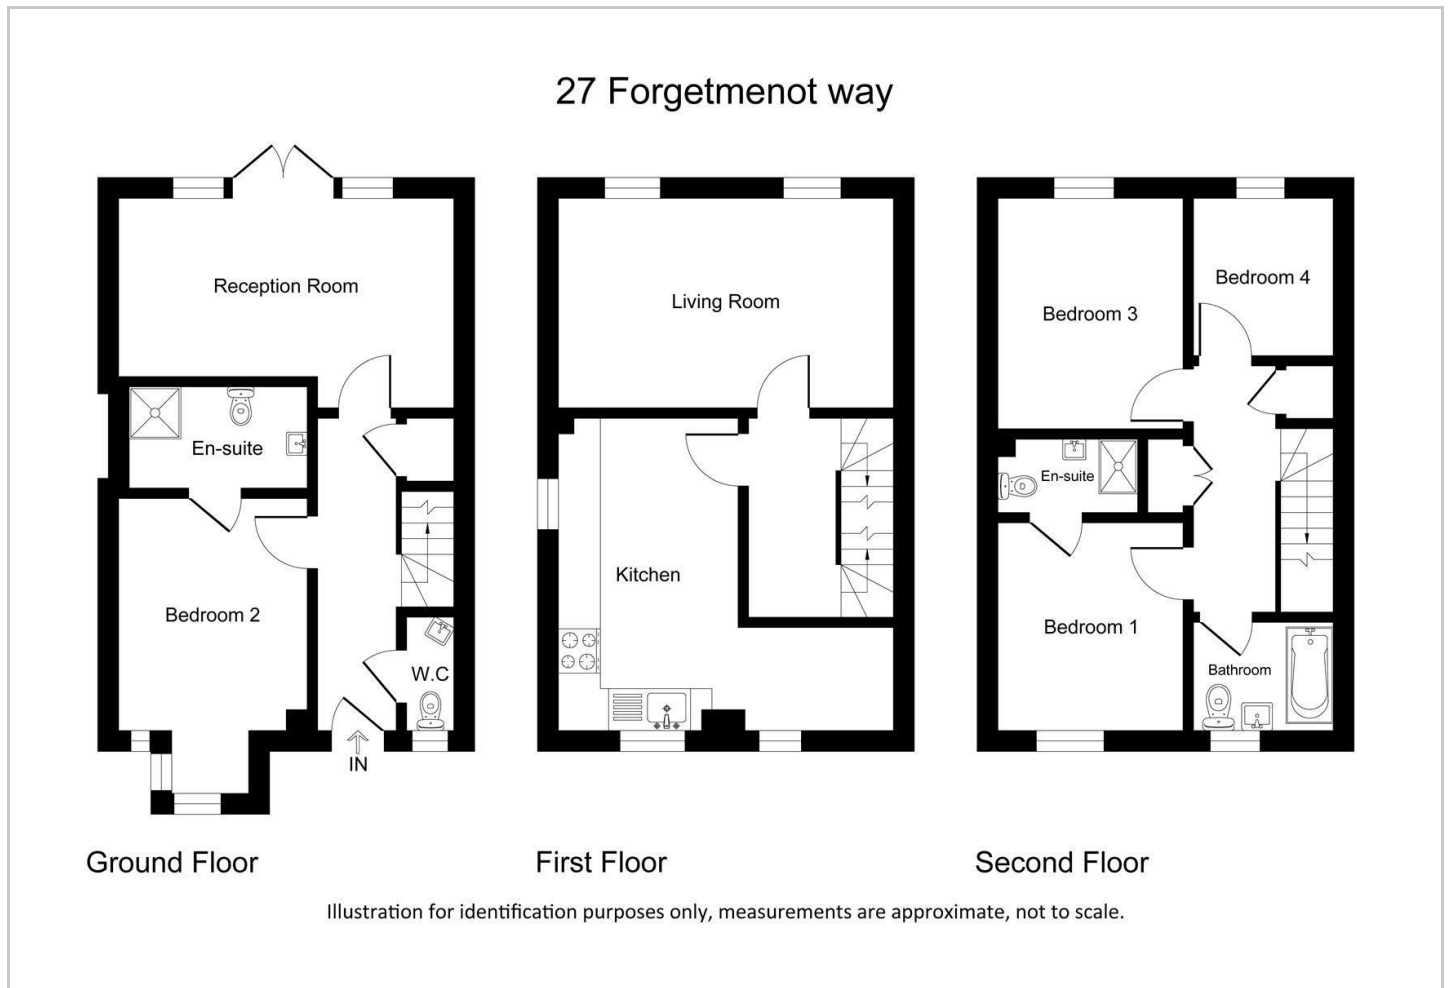 27 Forgetmenot way
Reception Room
En-suite
Bedroom 2
W.C
IN
Living Room
Kitchen
Bedroom 3
Bedroom 4
En-suite
Bedroom 1
Bathroom
Ground Floor
First Floor
Second Floor
Illustration for identification purposes only, measurements are approximate, not to scale.